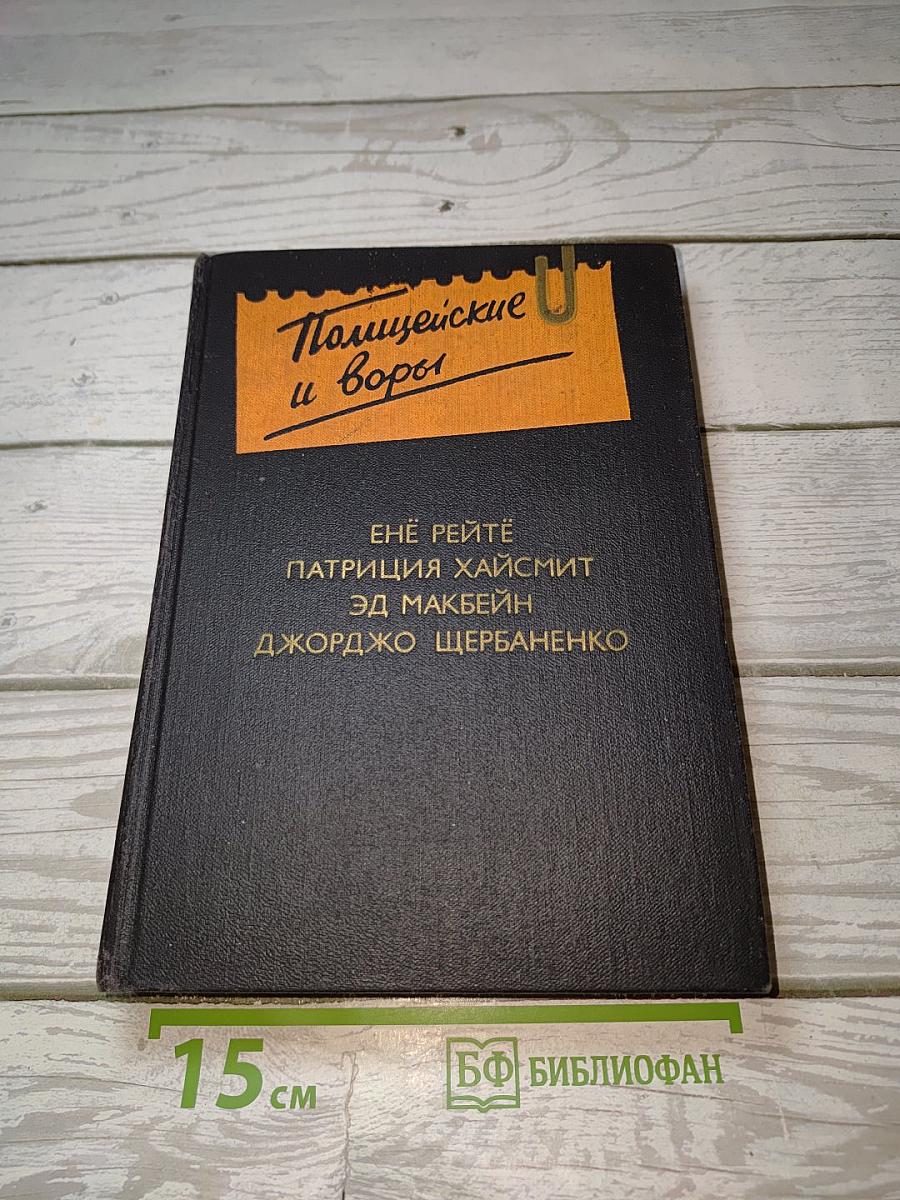 Полицейские
и воры
ЕНЁ РЕЙТЁ
ПАТРИЦИЯ ХАЙСМИТ
ЭД МАКБЕЙН
ДЖОРДЖО ЩЕРБАНЕНКО
15 см
БФ БИБЛИОФАН